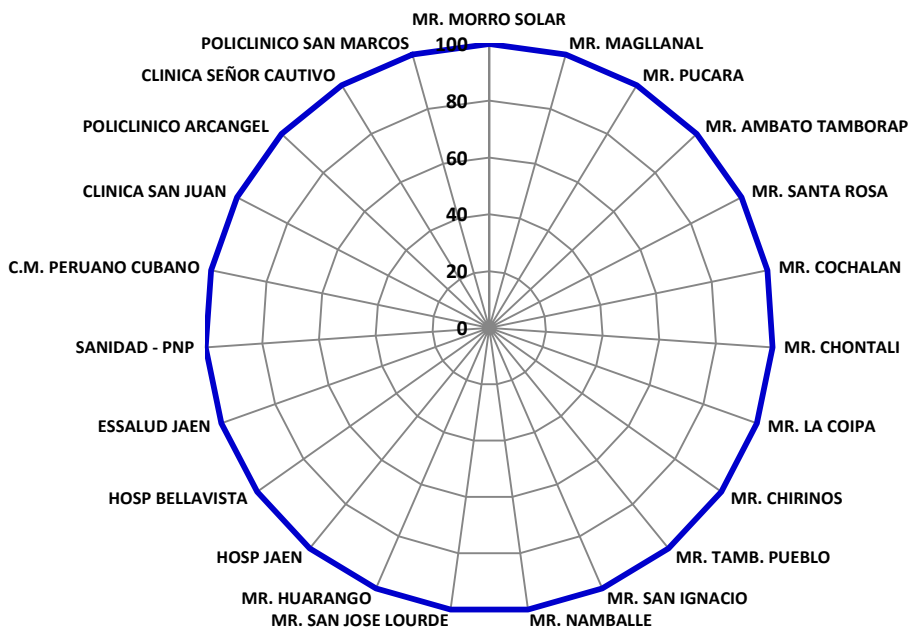 MR. MORRO SOLAR
POLICLINICO SAN MARCOS
100
MR. MAGLLANAL
CLINICA SEÑOR CAUTIVO
MR. PUCARA
80
POLICLINICO ARCANGEL
MR. AMBATO TAMBORAP
60
CLINICA SAN JUAN
MR. SANTA ROSA
40
C.M. PERUANO CUBANO
MR. COCHALAN
20
0
SANIDAD - PNP
MR. CHONTALI
ESSALUD JAEN
MR. LA COIPA
HOSP BELLAVISTA
MR. CHIRINOS
HOSP JAEN
MR. TAMB. PUEBLO
MR. HUARANGO
MR. SAN IGNACIO
MR. SAN JOSE LOURDE
MR. NAMBALLE